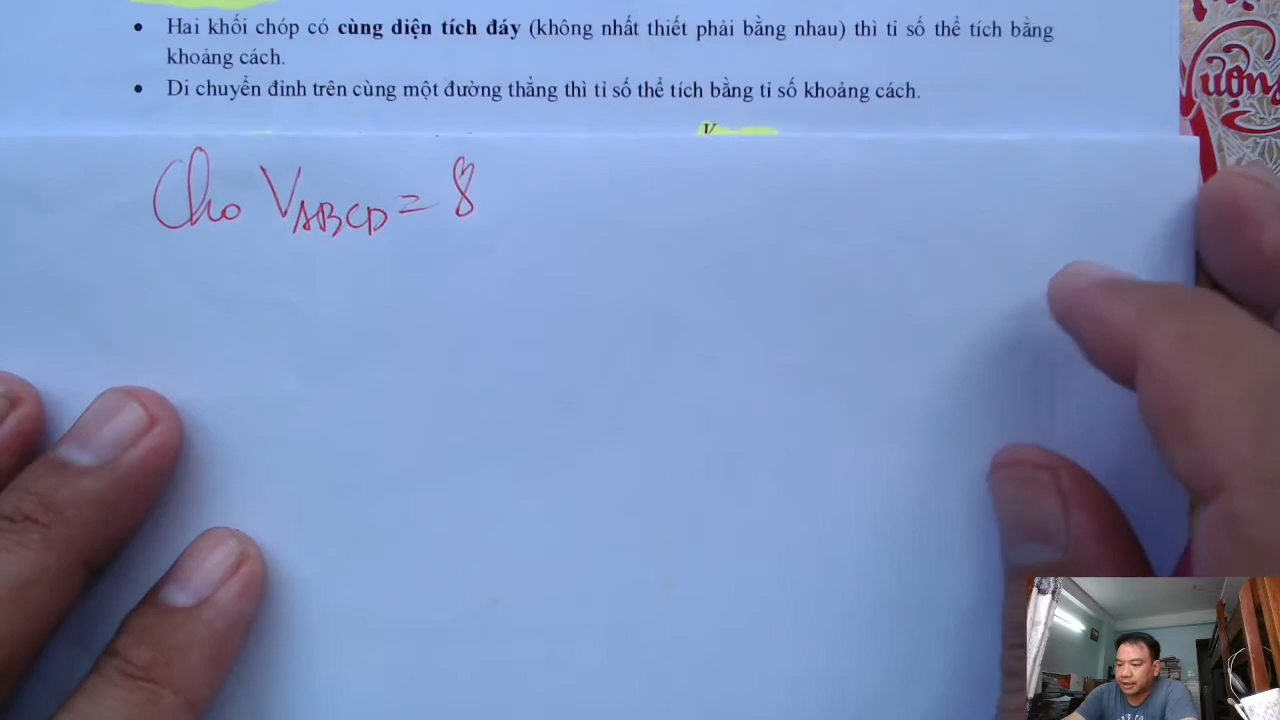 • Hai khối chóp có cùng diện tích đáy (không nhất thiết phải bằng nhau) thì tỉ số thể tích bằng
khoảng cách.
• Di chuyển đỉnh trên cùng một đường thẳng thì tỉ số thể tích bằng tỉ số khoảng cách.
V
Cho VABCD = 8